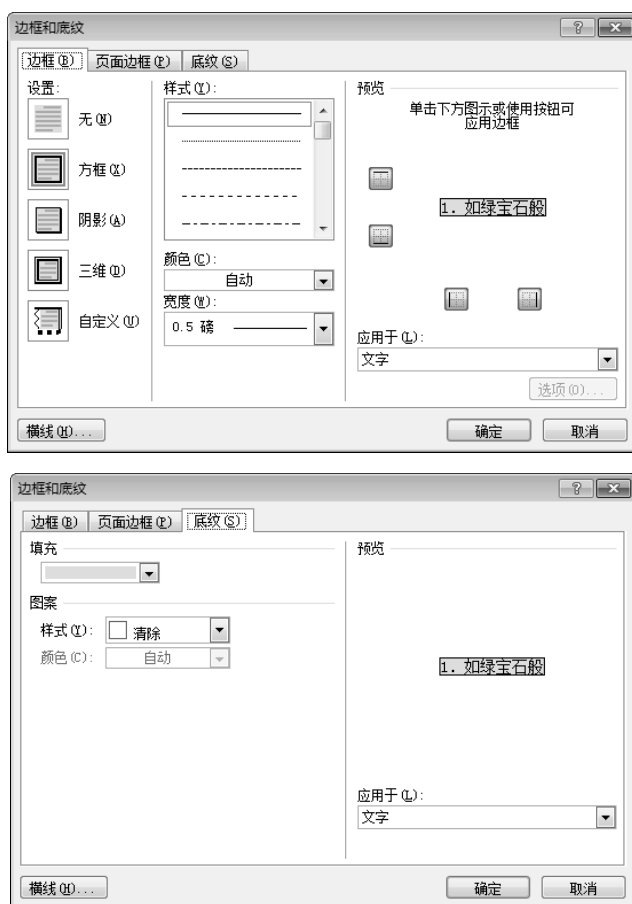 边框和底纹
边框(B) 页面边框(P) 底纹(S)
设置:
无(N)
方框(X)
阴影(A)
三维(D)
自定义(U)
样式(Y):
颜色(C):
自动
宽度(W):
0.5 磅
预览
单击下方图示或使用按钮可
应用边框
1. 如绿宝石般
应用于(L):
文字
选项(O)...
横线(H)...
确定 取消
边框和底纹
边框(B) 页面边框(P) 底纹(S)
填充
图案
样式(Y): 清除
颜色(C): 自动
预览
1. 如绿宝石般
应用于(L):
文字
横线(H)...
确定 取消